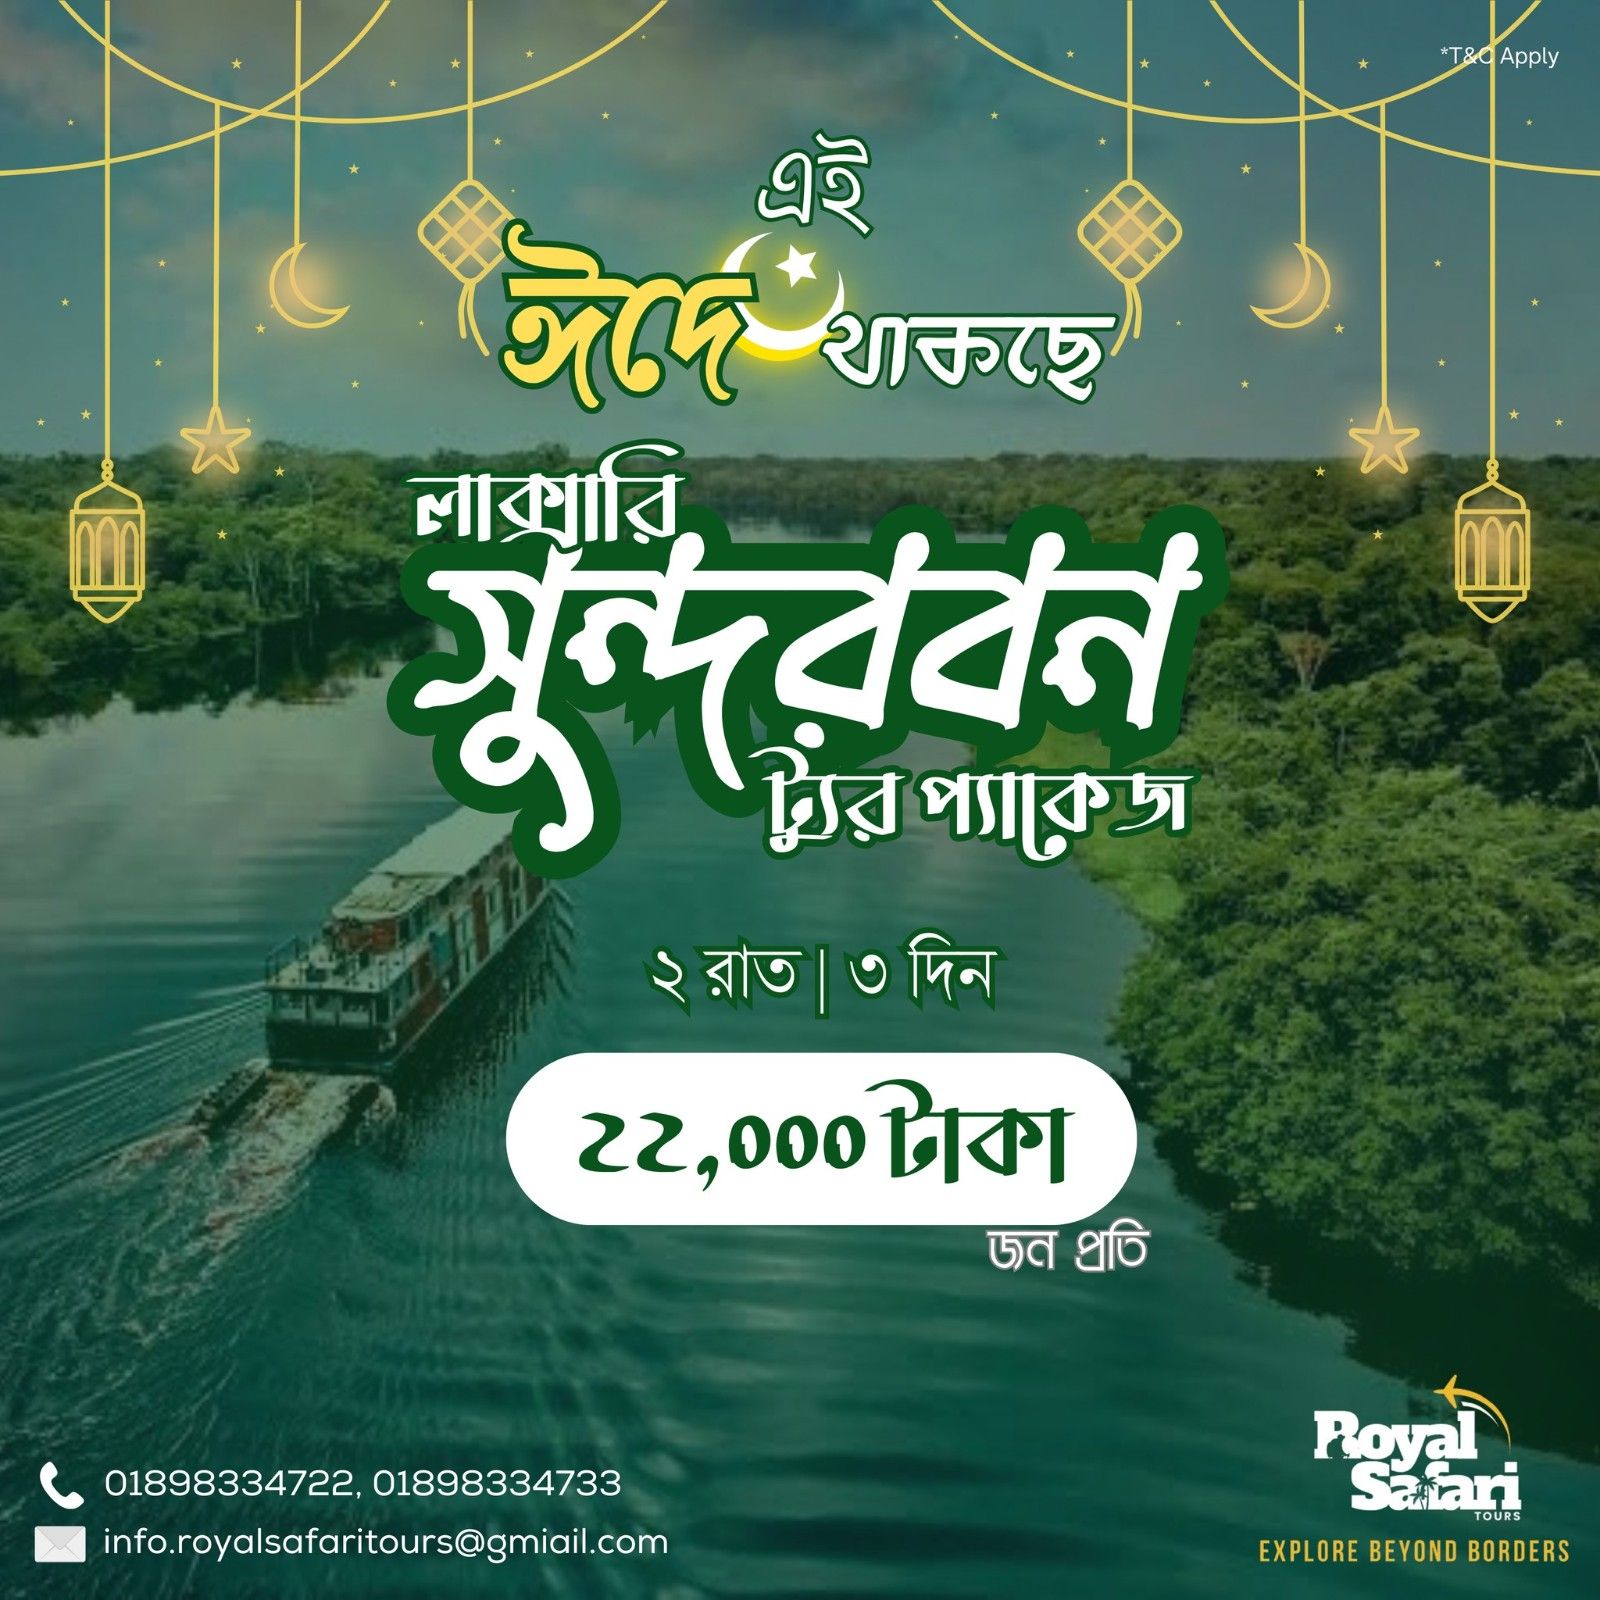 *T&C Apply
এই
ঈদে থাকছে
লাক্সারি
সুন্দরবন
ট্যুর প্যাকেজ
২ রাত | ৩ দিন
২২,০০০ টাকা
জন প্রতি
01898334722, 01898334733
info.royalsafaritours@gmiail.com
Royal
Safari
TOURS
EXPLORE BEYOND BORDERS